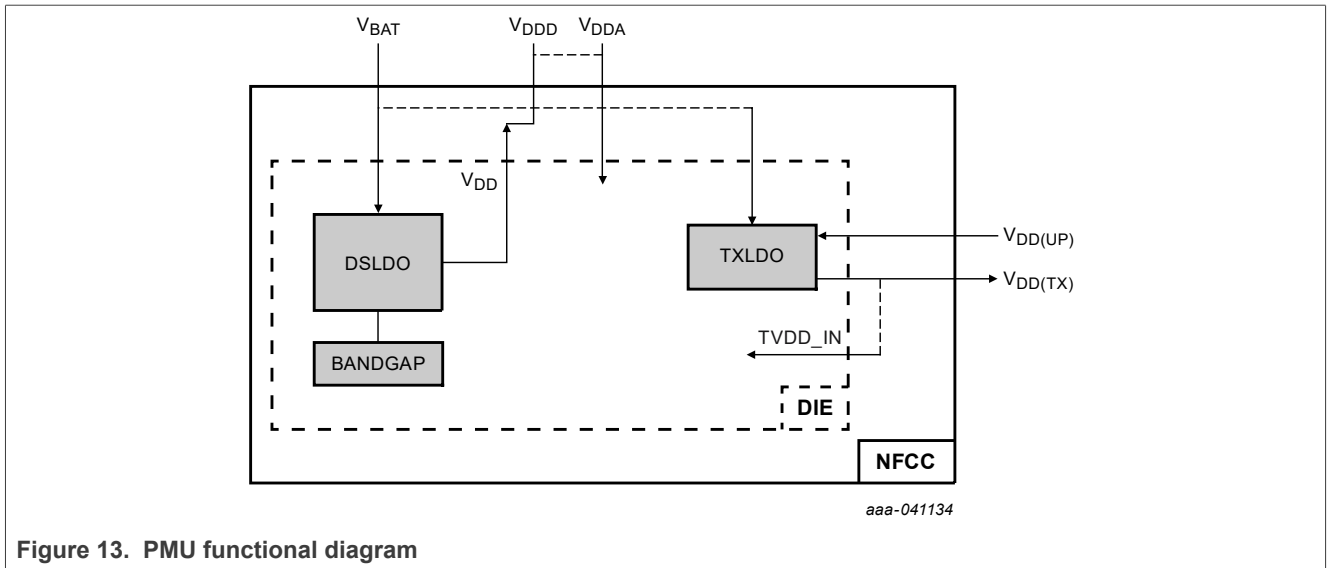 VBAT VDDD VDDA
VDD
DSLDO
TXLDO
VDD(UP)
VDD(TX)
TVDD_IN
BANDGAP
DIE
NFCC
aaa-041134
Figure 13. PMU functional diagram